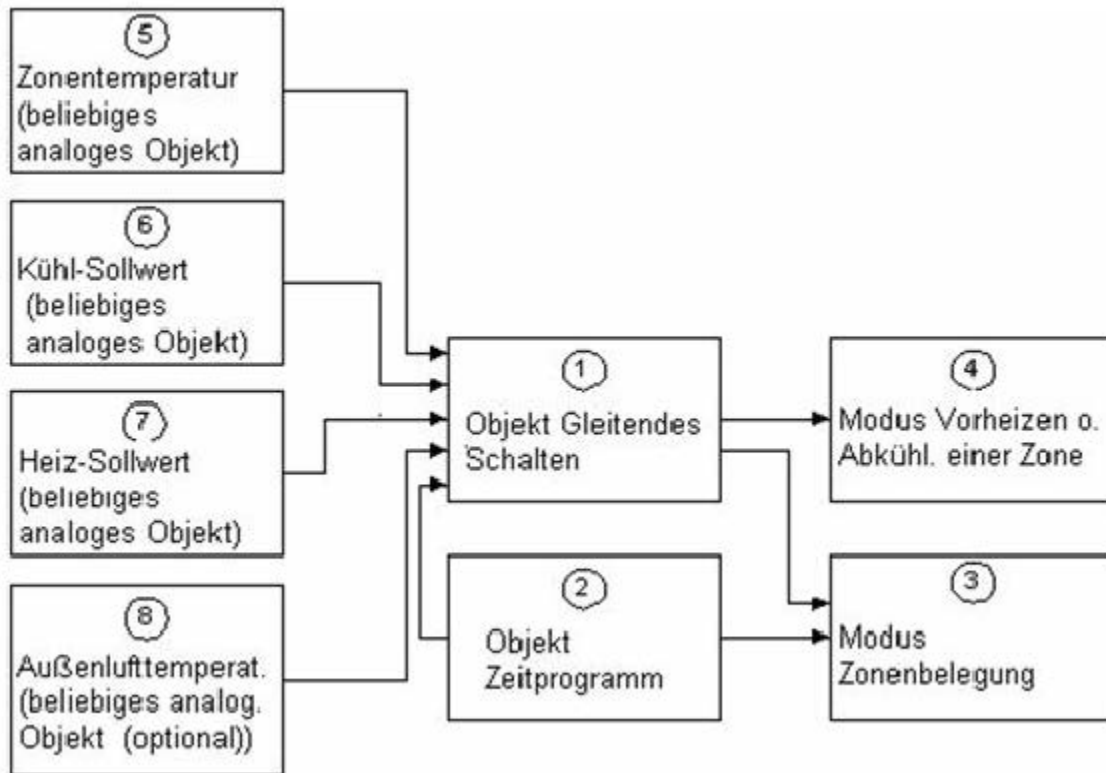 5
Zonentemperatur
(beliebiges
analoges Objekt)
6
Kühl-Sollwert
(beliebiges
analoges Objekt)
7
Heiz-Sollwert
(beliebiges
analoges Objekt)
8
Außenlufttemperat.
(beliebiges analog.
Objekt (optional))
1
Objekt Gleitendes
Schalten
2
Objekt
Zeitprogramm
4
Modus Vorheizen o.
Abkühl. einer Zone
3
Modus
Zonenbelegung